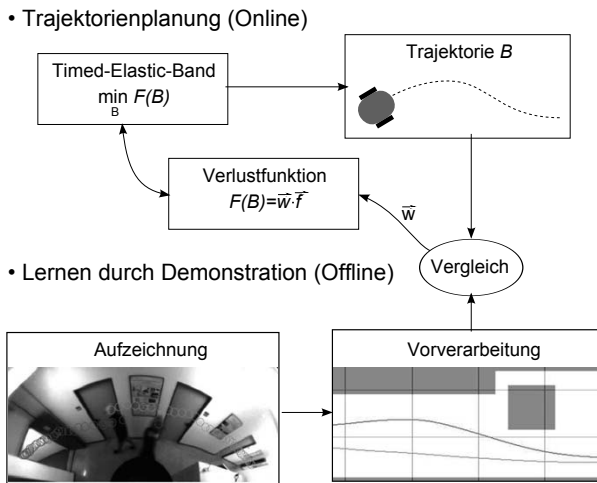 • Trajektorienplanung (Online)
Timed-Elastic-Band
min F(B)
B
Trajektorie B
Verlustfunktion
F(B)=w⃗·f⃗
w⃗
Vergleich
• Lernen durch Demonstration (Offline)
Aufzeichnung
Vorverarbeitung